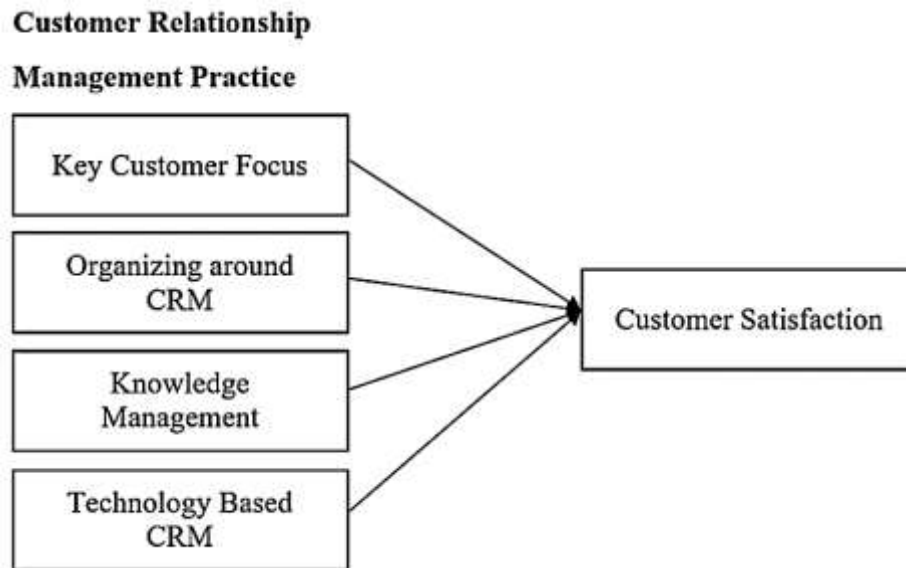 Customer Relationship
Management Practice
Key Customer Focus
Organizing around
CRM
Knowledge
Management
Technology Based
CRM
Customer Satisfaction